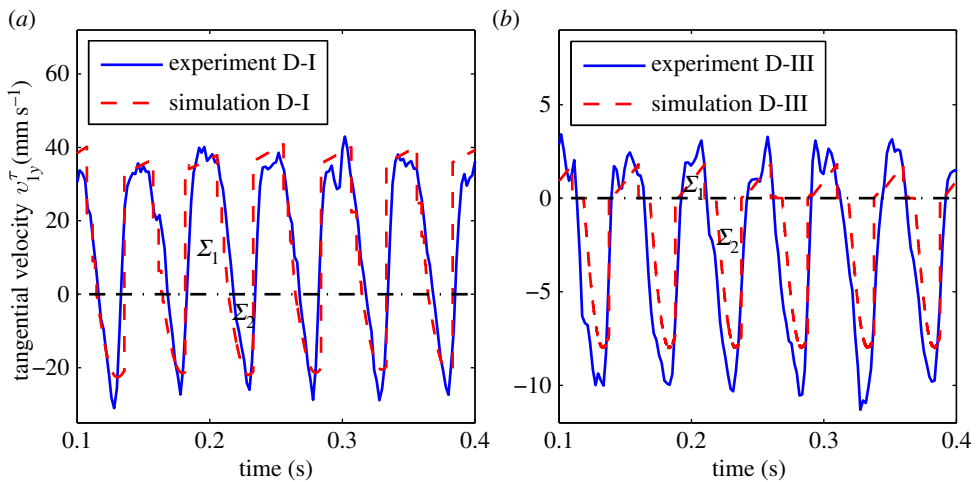 (a)
experiment D-I
simulation D-I
tangential velocity v^τ_1y (mm s⁻¹)
60
40
20
0
−20
Σ₁
Σ₂
0.1 0.2 0.3 0.4
time (s)
(b)
experiment D-III
simulation D-III
5
0
−5
−10
Σ₁
Σ₂
0.1 0.2 0.3 0.4
time (s)